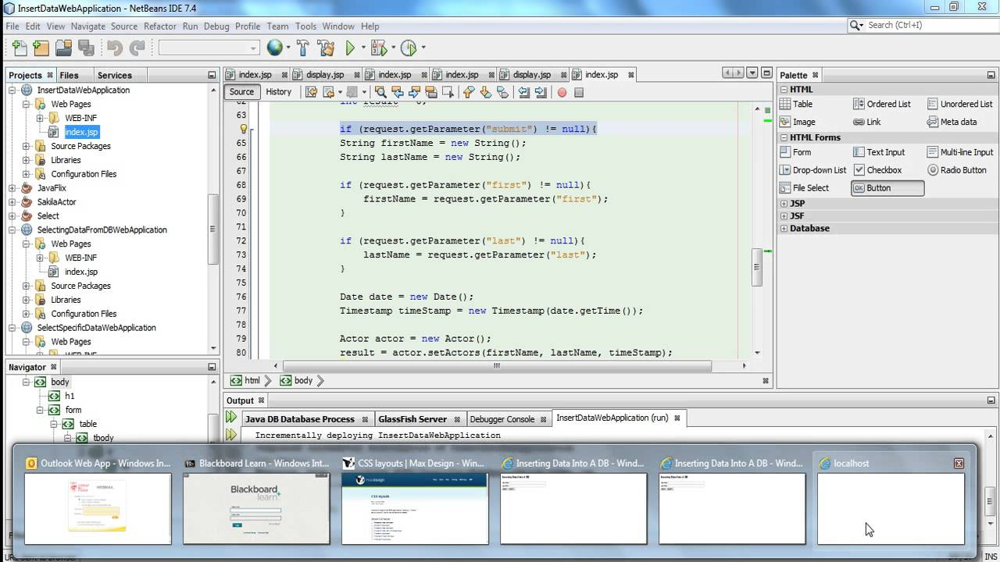 InsertDataWebApplication - NetBeans IDE 7.4
File Edit View Navigate Source Refactor Run Debug Profile Team Tools Window Help
Search (Ctrl+I)
Projects Files Services
InsertDataWebApplication
Web Pages
WEB-INF
index.jsp
Source Packages
Libraries
Configuration Files
JavaFlix
SakilaActor
Select
SelectingDataFromDBWebApplication
Web Pages
WEB-INF
index.jsp
Source Packages
Libraries
Configuration Files
SelectSpecificDataWebApplication
Web Pages
WEB-INF
Navigator
body
h1
form
table
tbody
index.jsp display.jsp index.jsp index.jsp display.jsp index.jsp
Source History
62 int result = 0;
63
if (request.getParameter("submit") != null){
65 String firstName = new String();
66 String lastName = new String();
67
68 if (request.getParameter("first") != null){
69 firstName = request.getParameter("first");
70 }
71
72 if (request.getParameter("last") != null){
73 lastName = request.getParameter("last");
74 }
75
76 Date date = new Date();
77 Timestamp timeStamp = new Timestamp(date.getTime());
78
79 Actor actor = new Actor();
80 result = actor.setActors(firstName, lastName, timeStamp);
html body
Palette
HTML
Table Ordered List Unordered List
Image Link Meta data
HTML Forms
Form Text Input Multi-line Input
Drop-down List Checkbox Radio Button
File Select OK Button
JSP
JSF
Database
Output
Java DB Database Process GlassFish Server Debugger Console InsertDataWebApplication (run)
Incrementally deploying InsertDataWebApplication
Outlook Web App - Windows In...
Blackboard Learn - Windows Int...
CSS layouts | Max Design - Win...
Inserting Data Into A DB - Wind...
Inserting Data Into A DB - Wind...
localhost
Blackboard
learn
INS